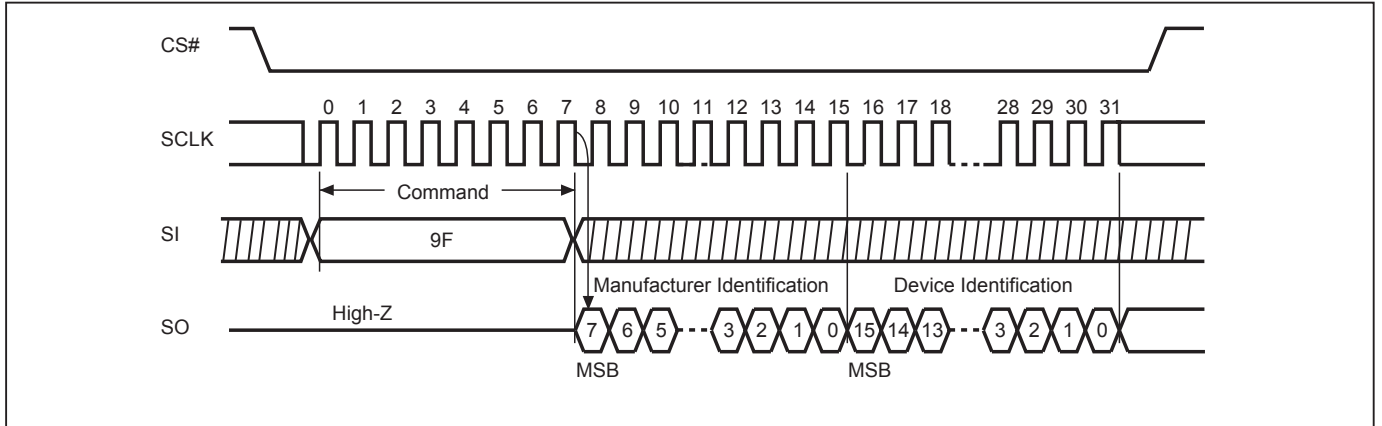 CS#
0 1 2 3 4 5 6 7 8 9 10 11 12 13 14 15 16 17 18 28 29 30 31
SCLK
Command
SI
9F
Manufacturer Identification Device Identification
High-Z
SO
7 6 5 3 2 1 0 15 14 13 3 2 1 0
MSB MSB